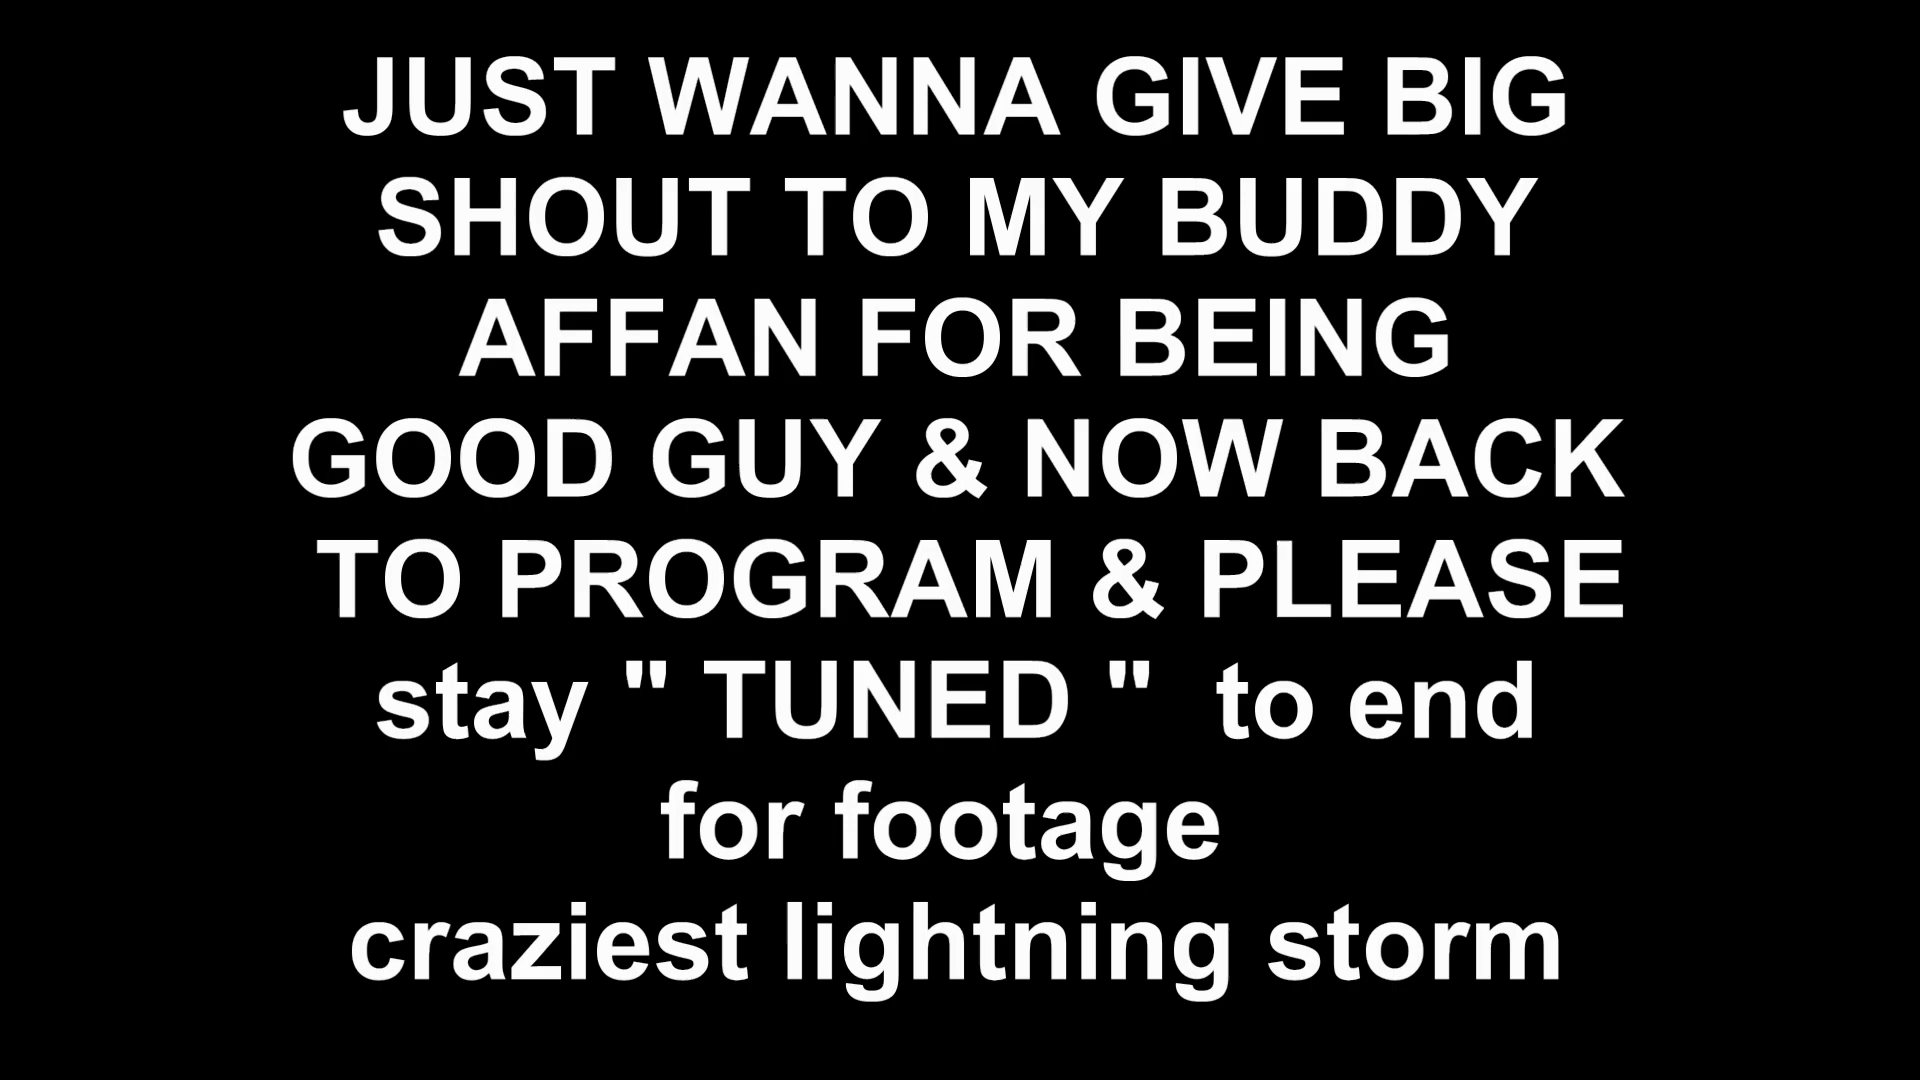 JUST WANNA GIVE BIG
SHOUT TO MY BUDDY
AFFAN FOR BEING
GOOD GUY & NOW BACK
TO PROGRAM & PLEASE
stay " TUNED "  to end
for footage
craziest lightning storm